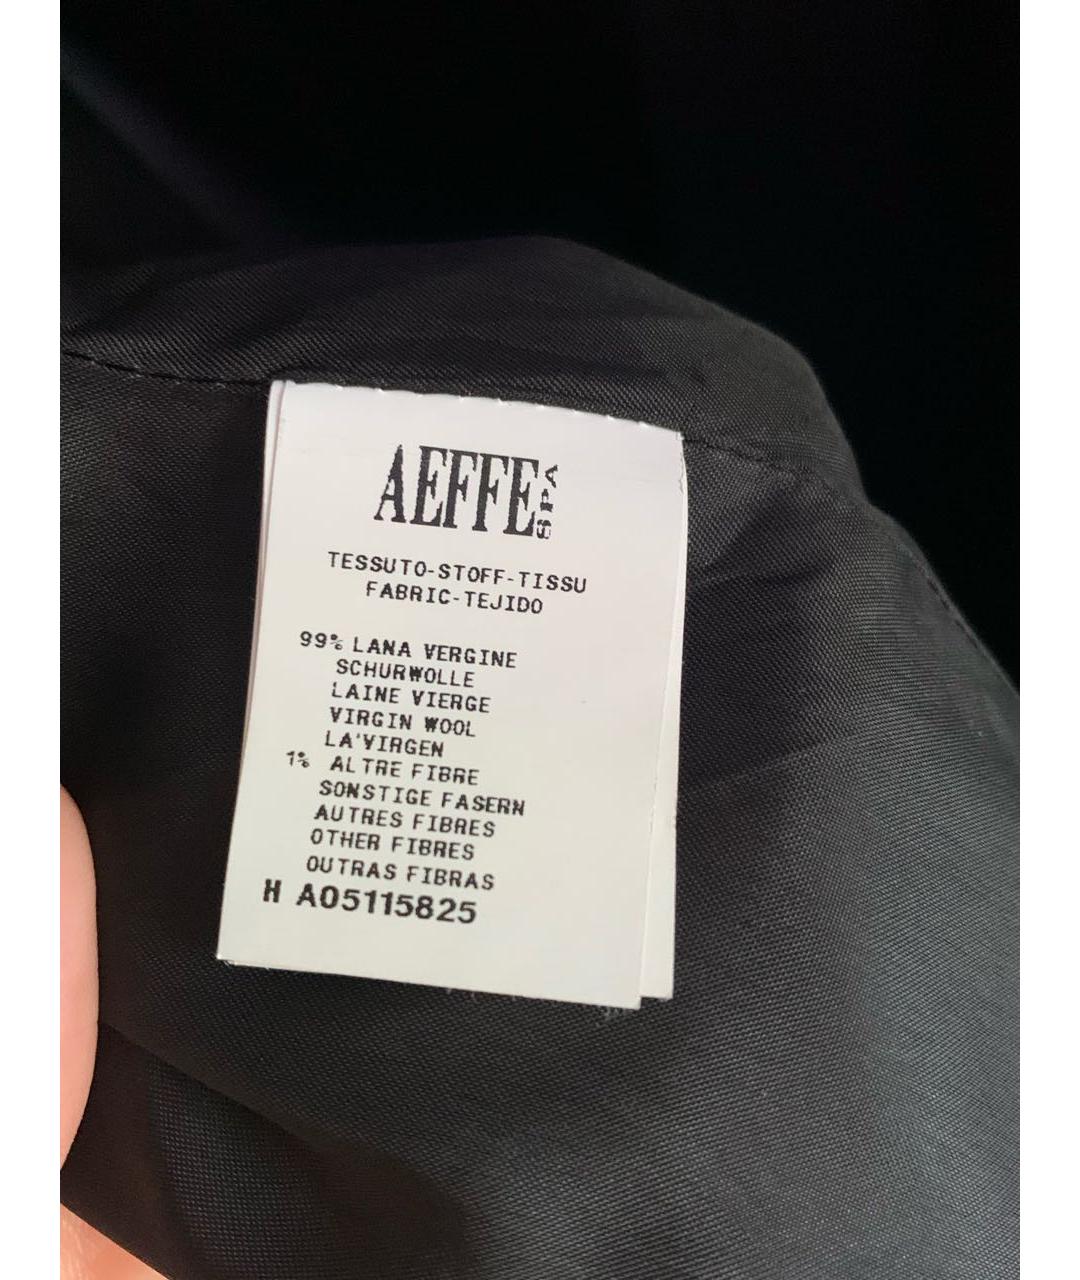 AEFFE SPA
TESSUTO-STOFF-TISSU
FABRIC-TEJIDO
99% LANA VERGINE
SCHURWOLLE
LAINE VIERGE
VIRGIN WOOL
LA'VIRGEN
1% ALTRE FIBRE
SONSTIGE FASERN
AUTRES FIBRES
OTHER FIBRES
OUTRAS FIBRAS
H A05115825